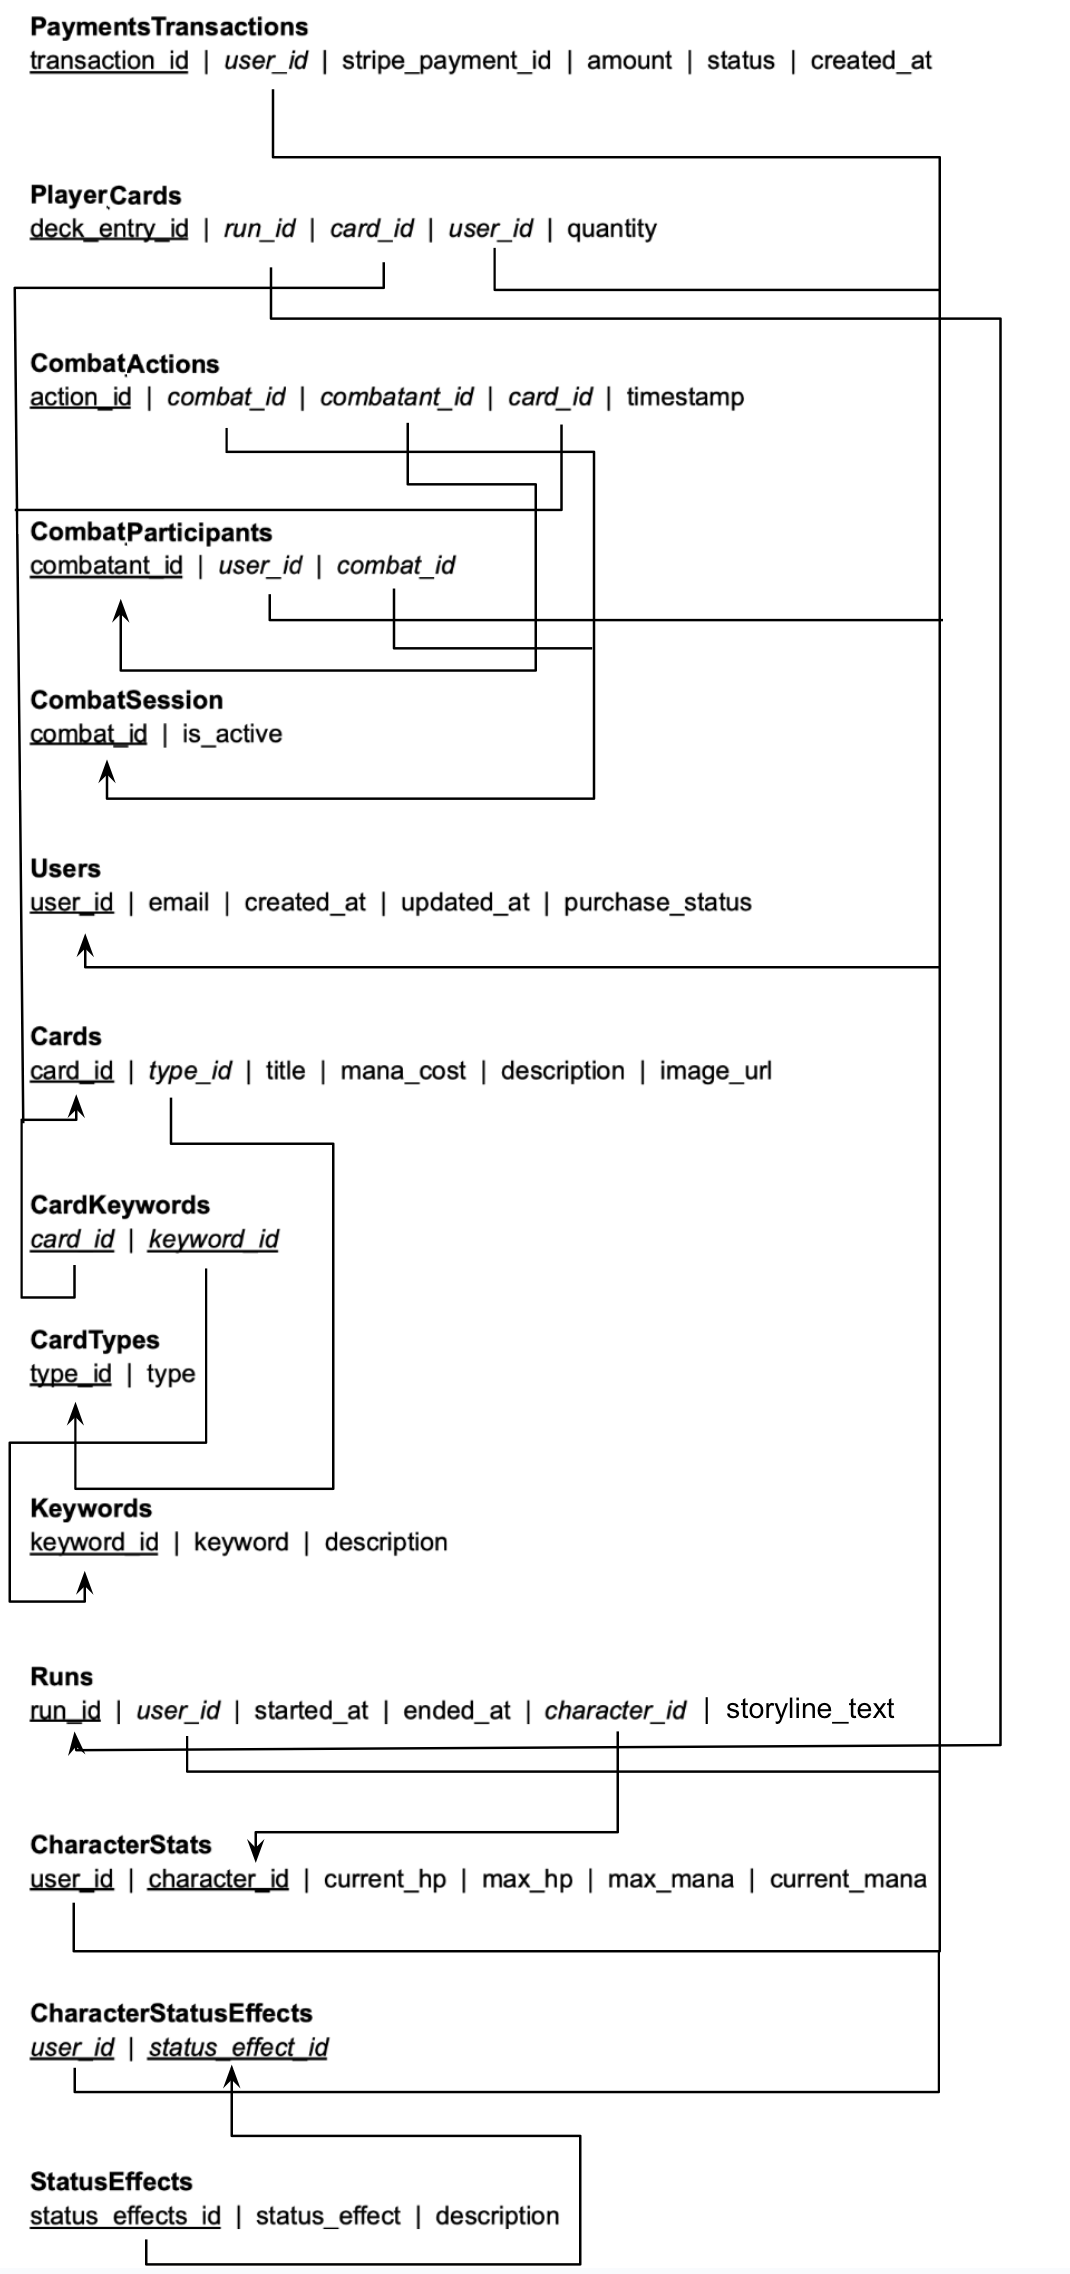 PaymentsTransactions
transaction_id | user_id | stripe_payment_id | amount | status | created_at
PlayerCards
deck_entry_id | run_id | card_id | user_id | quantity
CombatActions
action_id | combat_id | combatant_id | card_id | timestamp
CombatParticipants
combatant_id | user_id | combat_id
CombatSession
combat_id | is_active
Users
user_id | email | created_at | updated_at | purchase_status
Cards
card_id | type_id | title | mana_cost | description | image_url
CardKeywords
card_id | keyword_id
CardTypes
type_id | type
Keywords
keyword_id | keyword | description
Runs
run_id | user_id | started_at | ended_at | character_id | storyline_text
CharacterStats
user_id | character_id | current_hp | max_hp | max_mana | current_mana
CharacterStatusEffects
user_id | status_effect_id
StatusEffects
status_effects_id | status_effect | description